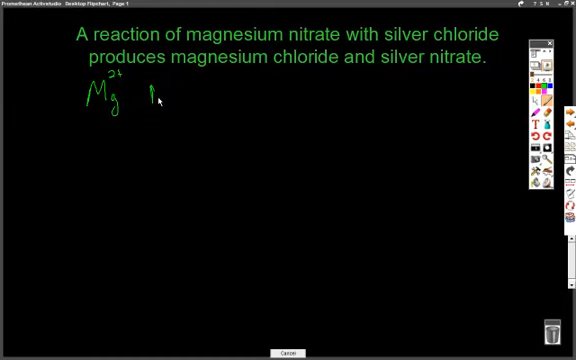 Promethean Activstudio - Desktop Flipchart, Page 1
A reaction of magnesium nitrate with silver chloride
produces magnesium chloride and silver nitrate.
Mg2+
Cancel